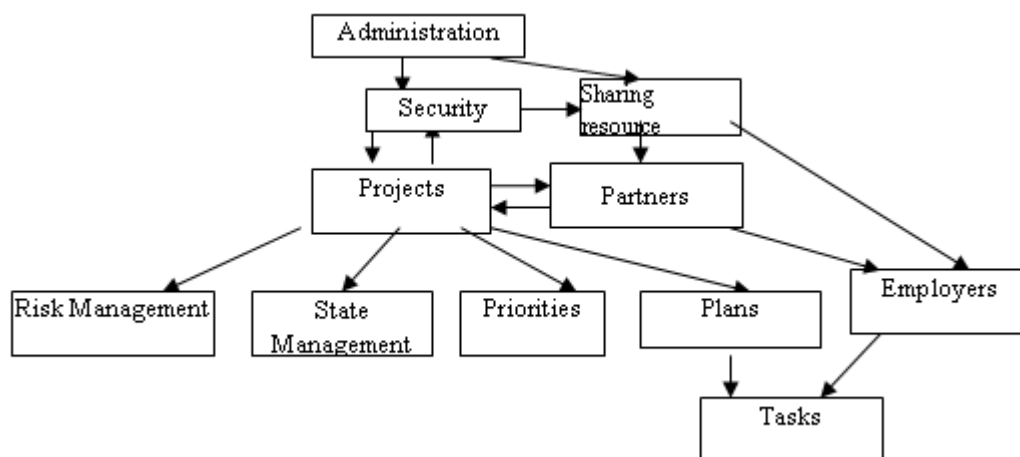 Administration
Security
Sharing
resource
Projects
Partners
Risk Management
State
Management
Priorities
Plans
Employers
Tasks